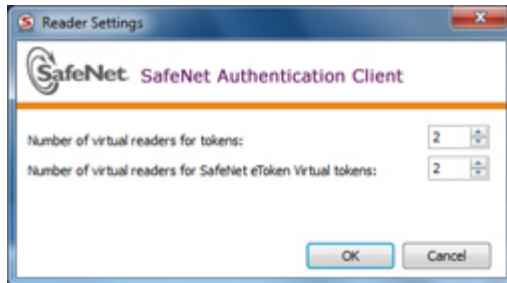 Reader Settings
SafeNet. SafeNet Authentication Client
Number of virtual readers for tokens: 2
Number of virtual readers for SafeNet eToken Virtual tokens: 2
OK Cancel